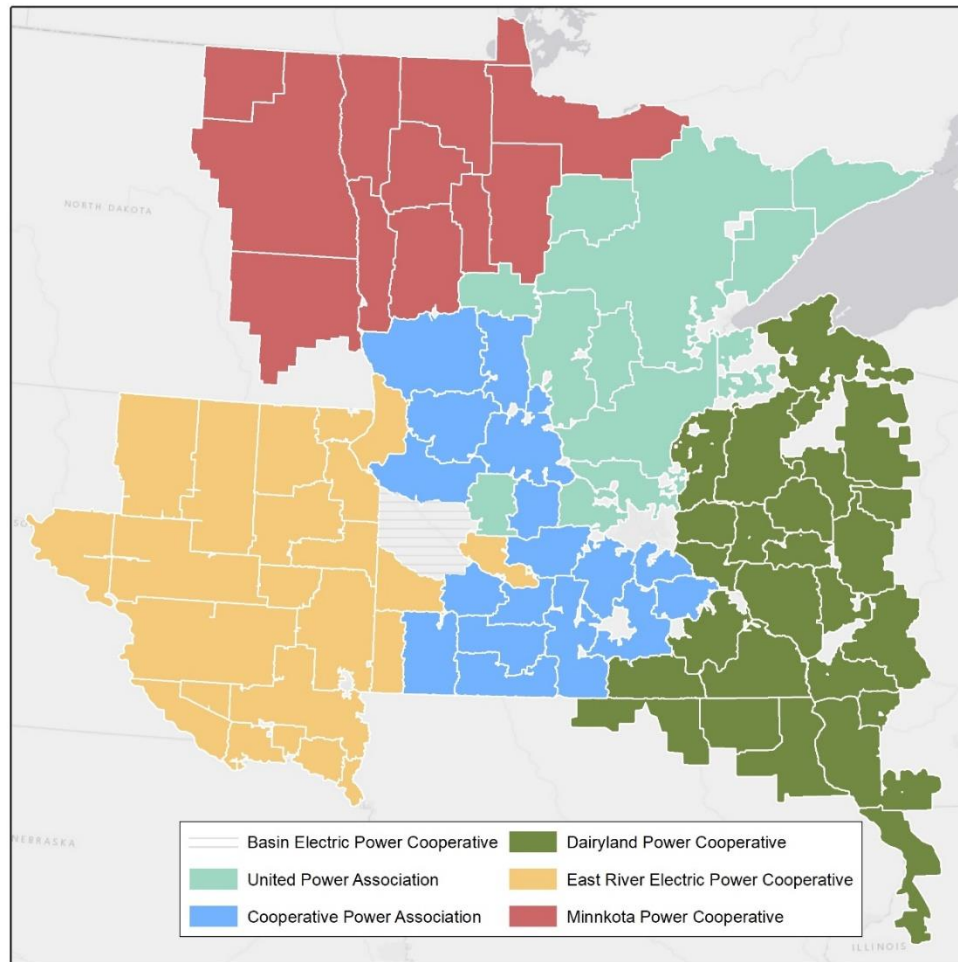 NORTH DAKOTA
SO
NEBRASKA
Basin Electric Power Cooperative
Dairyland Power Cooperative
United Power Association
East River Electric Power Cooperative
Cooperative Power Association
Minnkota Power Cooperative
ILLINOIS